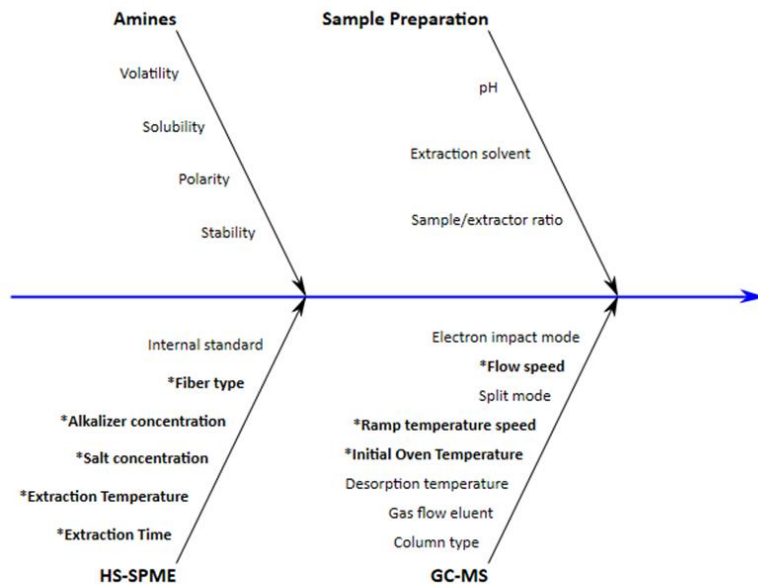 Amines
Sample Preparation
Volatility
pH
Solubility
Extraction solvent
Polarity
Sample/extractor ratio
Stability
Internal standard
*Fiber type
*Alkalizer concentration
*Salt concentration
*Extraction Temperature
*Extraction Time
HS-SPME
Electron impact mode
*Flow speed
Split mode
*Ramp temperature speed
*Initial Oven Temperature
Desorption temperature
Gas flow eluent
Column type
GC-MS